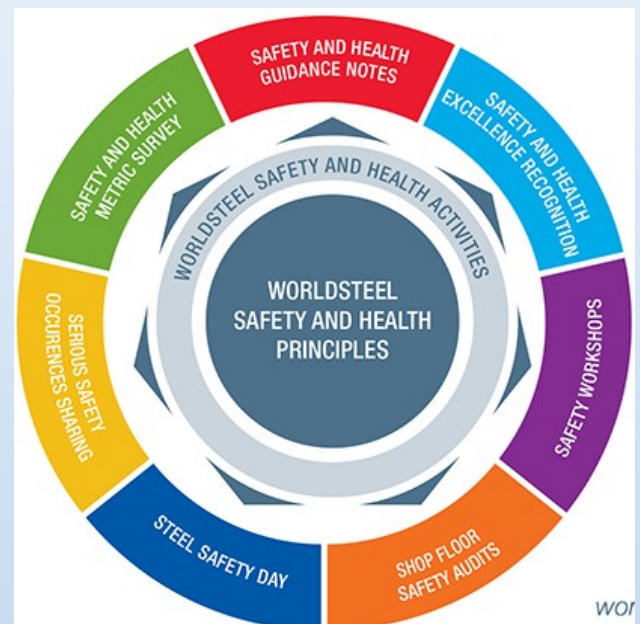 SAFETY AND HEALTH
GUIDANCE NOTES
SAFETY AND HEALTH
EXCELLENCE RECOGNITION
SAFETY WORKSHOPS
SHOP FLOOR
SAFETY AUDITS
STEEL SAFETY DAY
SERIOUS SAFETY
OCCURENCES SHARING
SAFETY AND HEALTH
METRIC SURVEY
WORLDSTEEL SAFETY AND HEALTH ACTIVITIES
WORLDSTEEL
SAFETY AND HEALTH
PRINCIPLES